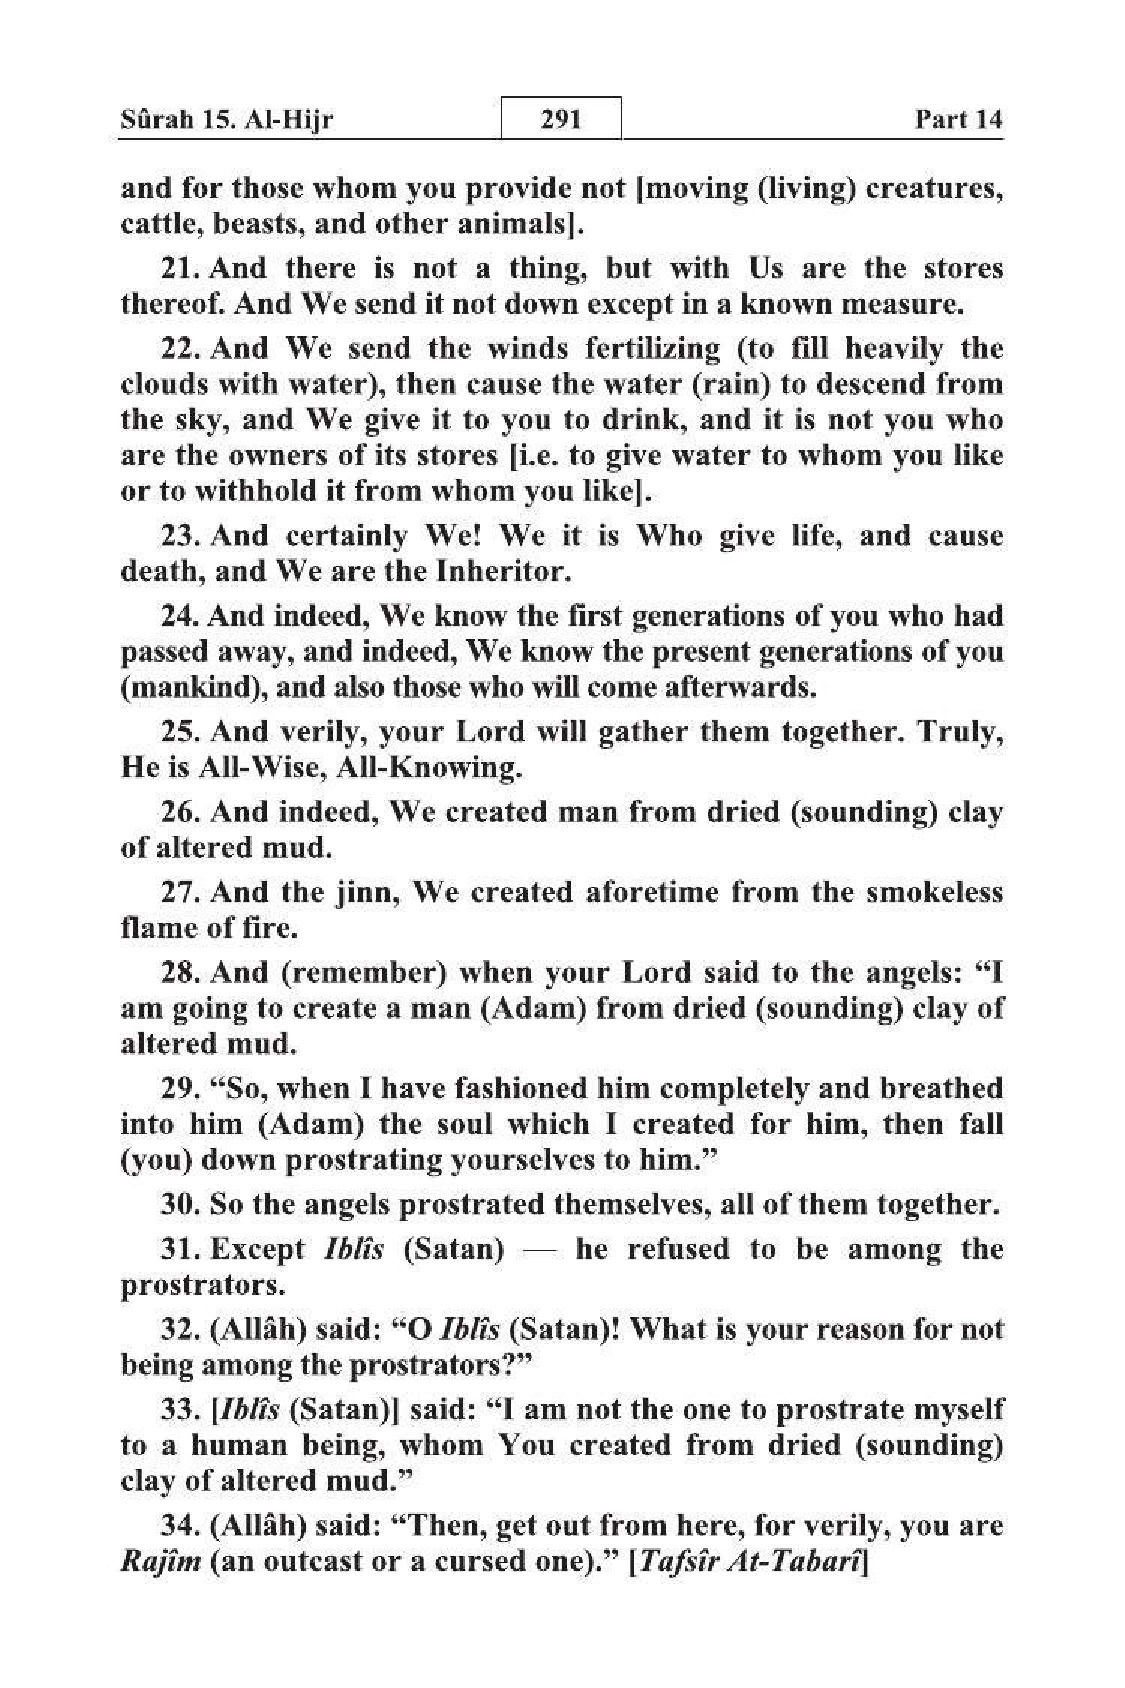 Sûrah 15. Al-Hijr 291 Part 14
and for those whom you provide not [moving (living) creatures,
cattle, beasts, and other animals].
21. And there is not a thing, but with Us are the stores
thereof. And We send it not down except in a known measure.
22. And We send the winds fertilizing (to fill heavily the
clouds with water), then cause the water (rain) to descend from
the sky, and We give it to you to drink, and it is not you who
are the owners of its stores [i.e. to give water to whom you like
or to withhold it from whom you like].
23. And certainly We! We it is Who give life, and cause
death, and We are the Inheritor.
24. And indeed, We know the first generations of you who had
passed away, and indeed, We know the present generations of you
(mankind), and also those who will come afterwards.
25. And verily, your Lord will gather them together. Truly,
He is All-Wise, All-Knowing.
26. And indeed, We created man from dried (sounding) clay
of altered mud.
27. And the jinn, We created aforetime from the smokeless
flame of fire.
28. And (remember) when your Lord said to the angels: “I
am going to create a man (Adam) from dried (sounding) clay of
altered mud.
29. “So, when I have fashioned him completely and breathed
into him (Adam) the soul which I created for him, then fall
(you) down prostrating yourselves to him.”
30. So the angels prostrated themselves, all of them together.
31. Except Iblîs (Satan) — he refused to be among the
prostrators.
32. (Allâh) said: “O Iblîs (Satan)! What is your reason for not
being among the prostrators?”
33. [Iblîs (Satan)] said: “I am not the one to prostrate myself
to a human being, whom You created from dried (sounding)
clay of altered mud.”
34. (Allâh) said: “Then, get out from here, for verily, you are
Rajîm (an outcast or a cursed one).” [Tafsîr At-Tabarî]